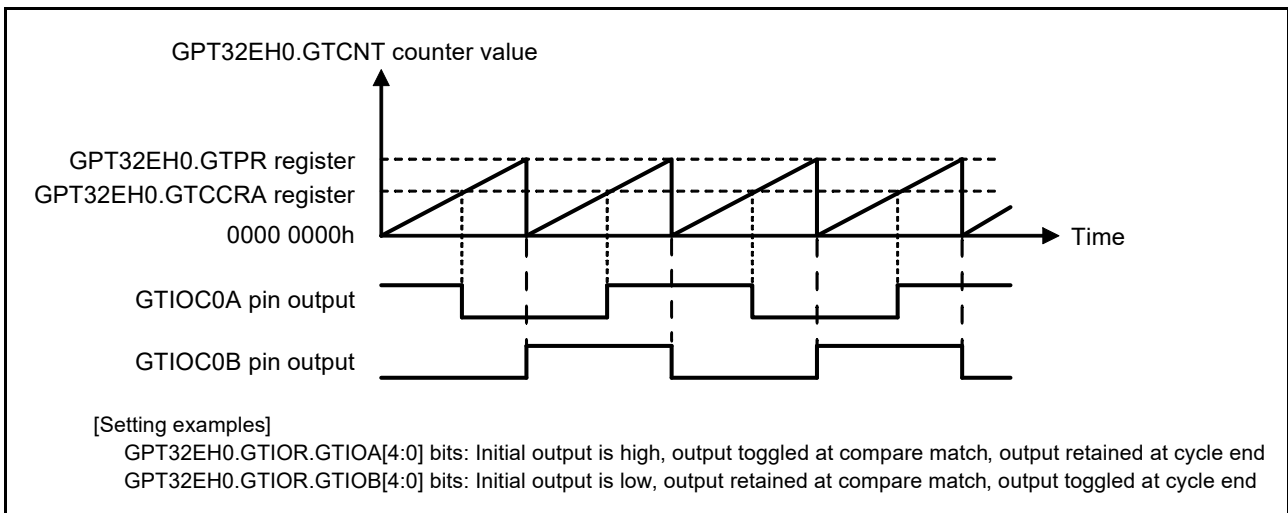 GPT32EH0.GTCNT counter value
GPT32EH0.GTPR register
GPT32EH0.GTCCRA register
0000 0000h
Time
GTIOC0A pin output
GTIOC0B pin output
[Setting examples]
GPT32EH0.GTIOR.GTIOA[4:0] bits: Initial output is high, output toggled at compare match, output retained at cycle end
GPT32EH0.GTIOR.GTIOB[4:0] bits: Initial output is low, output retained at compare match, output toggled at cycle end